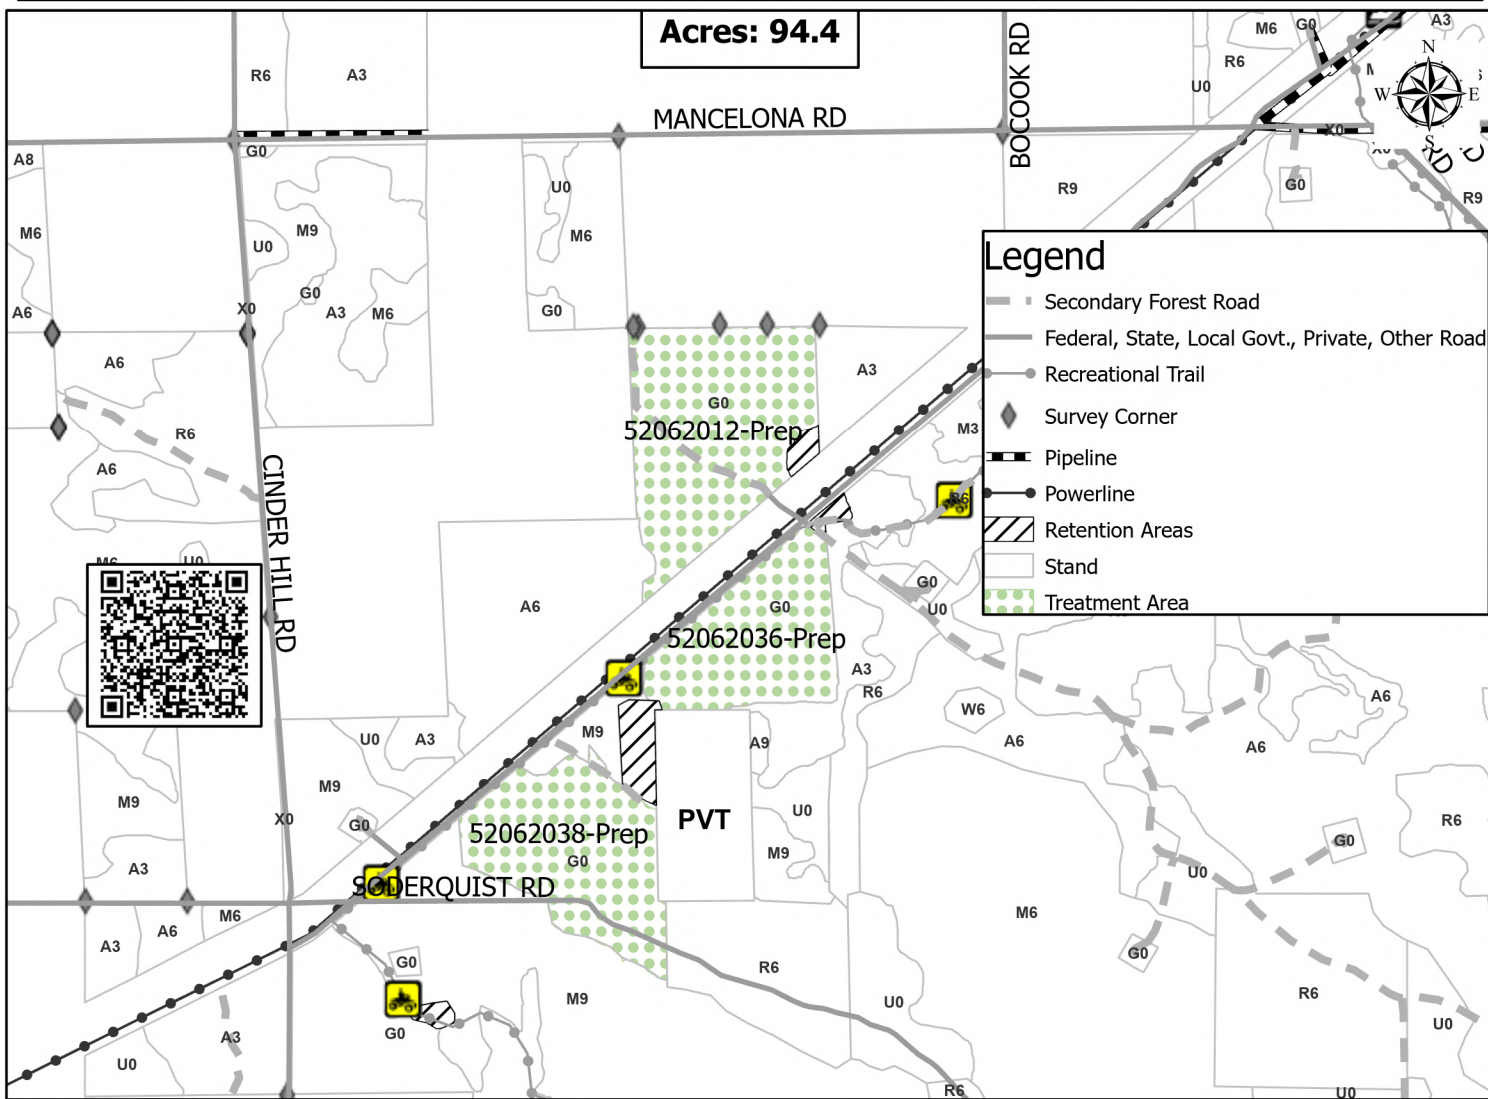 Acres: 94.4
MANCELONA RD
BOCOOK RD
RD
N
W
E
S
M6
G0
A3
R6
U0
R6
A3
X0
G0
A8
U0
R9
G0
R9
M6
U0
M9
M6
G0
A3
M6
X0
A6
G0
Legend
Secondary Forest Road
Federal, State, Local Govt., Private, Other Road
Recreational Trail
Survey Corner
Pipeline
Powerline
Retention Areas
Stand
Treatment Area
A6
A3
G0
52062012-Prep
R6
M3
A6
CINDER HILL RD
R6
M6
U0
G0
U0
A6
G0
52062036-Prep
A3
R6
A6
W6
U0
A3
M9
A9
A6
A6
M9
M9
X0
G0
52062038-Prep
G0
PVT
U0
M9
R6
G0
A3
SODERQUIST RD
U0
M6
M6
A6
A3
G0
R6
G0
M9
U0
R6
U0
A3
G0
U0
R6
U0